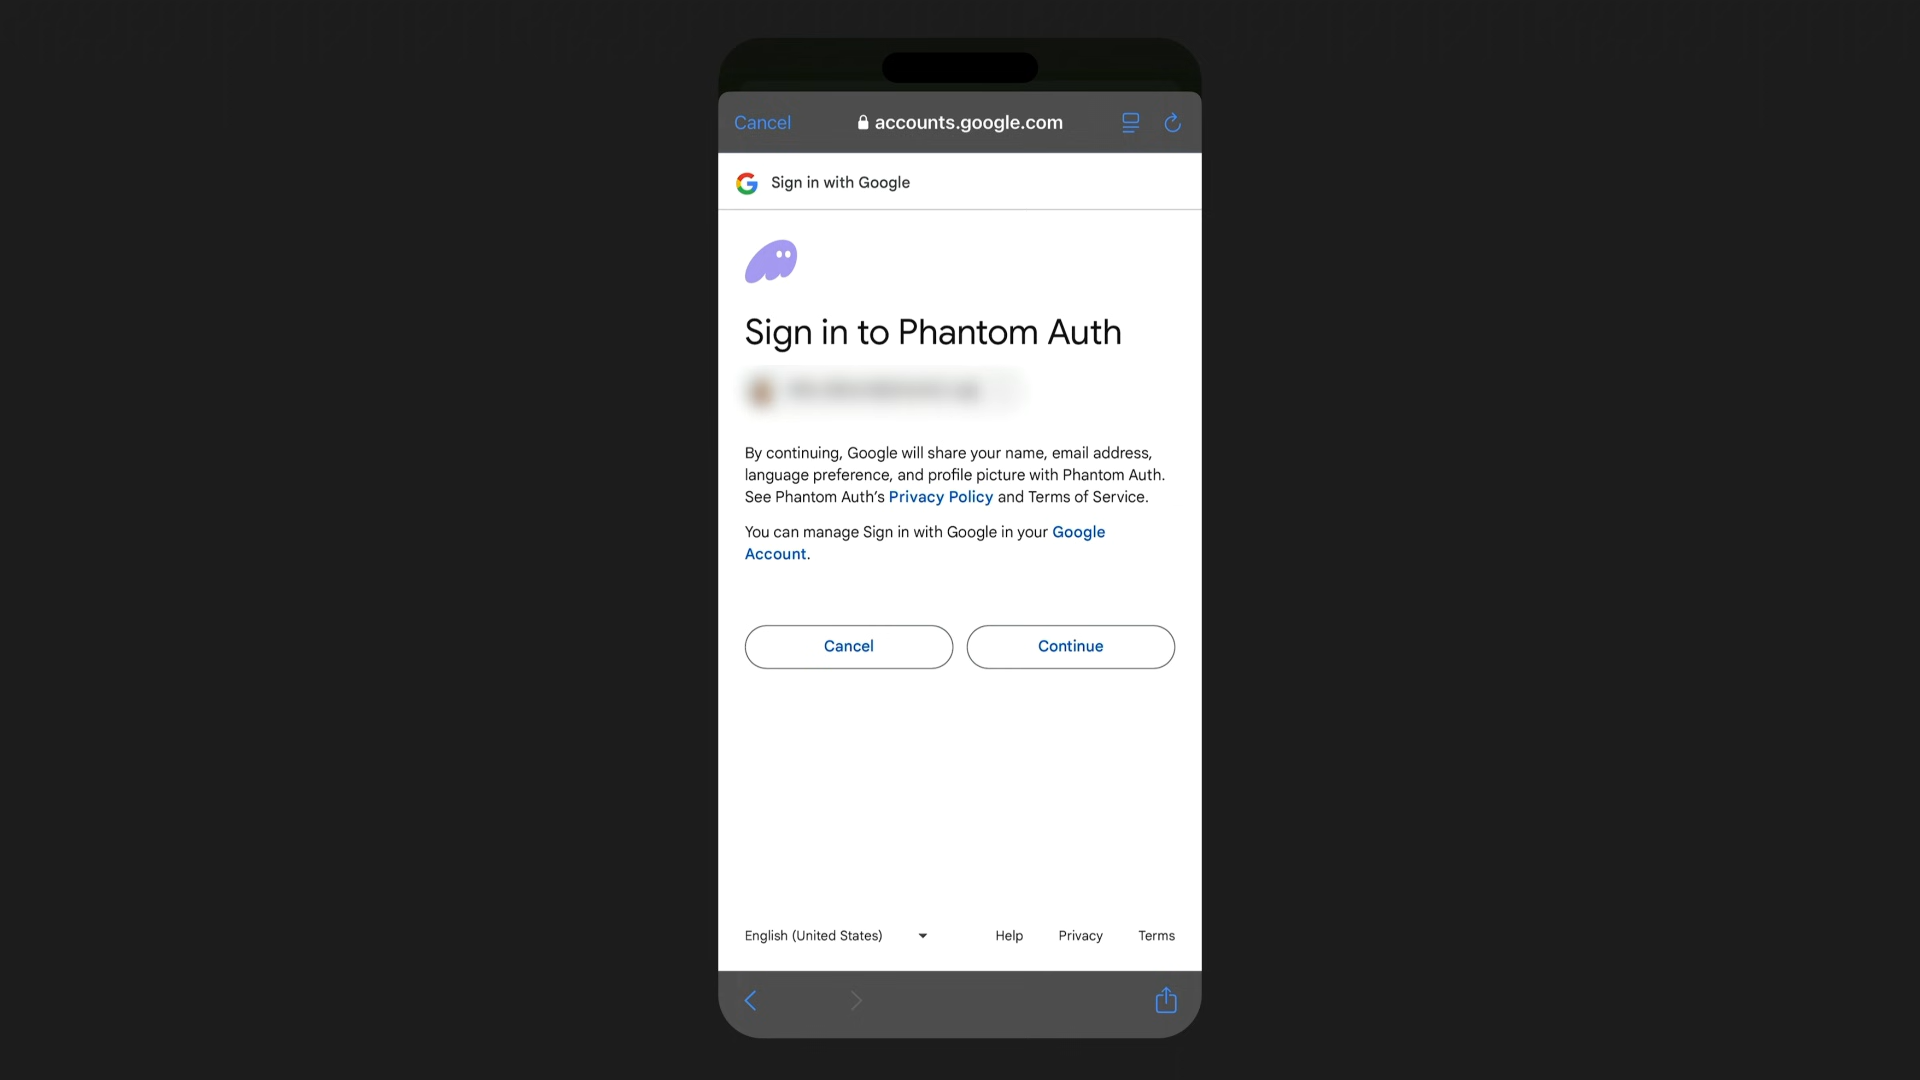 Cancel
accounts.google.com
Sign in with Google
Sign in to Phantom Auth
By continuing, Google will share your name, email address,
language preference, and profile picture with Phantom Auth.
See Phantom Auth’s Privacy Policy and Terms of Service.
You can manage Sign in with Google in your Google
Account.
Cancel
Continue
English (United States)
Help
Privacy
Terms